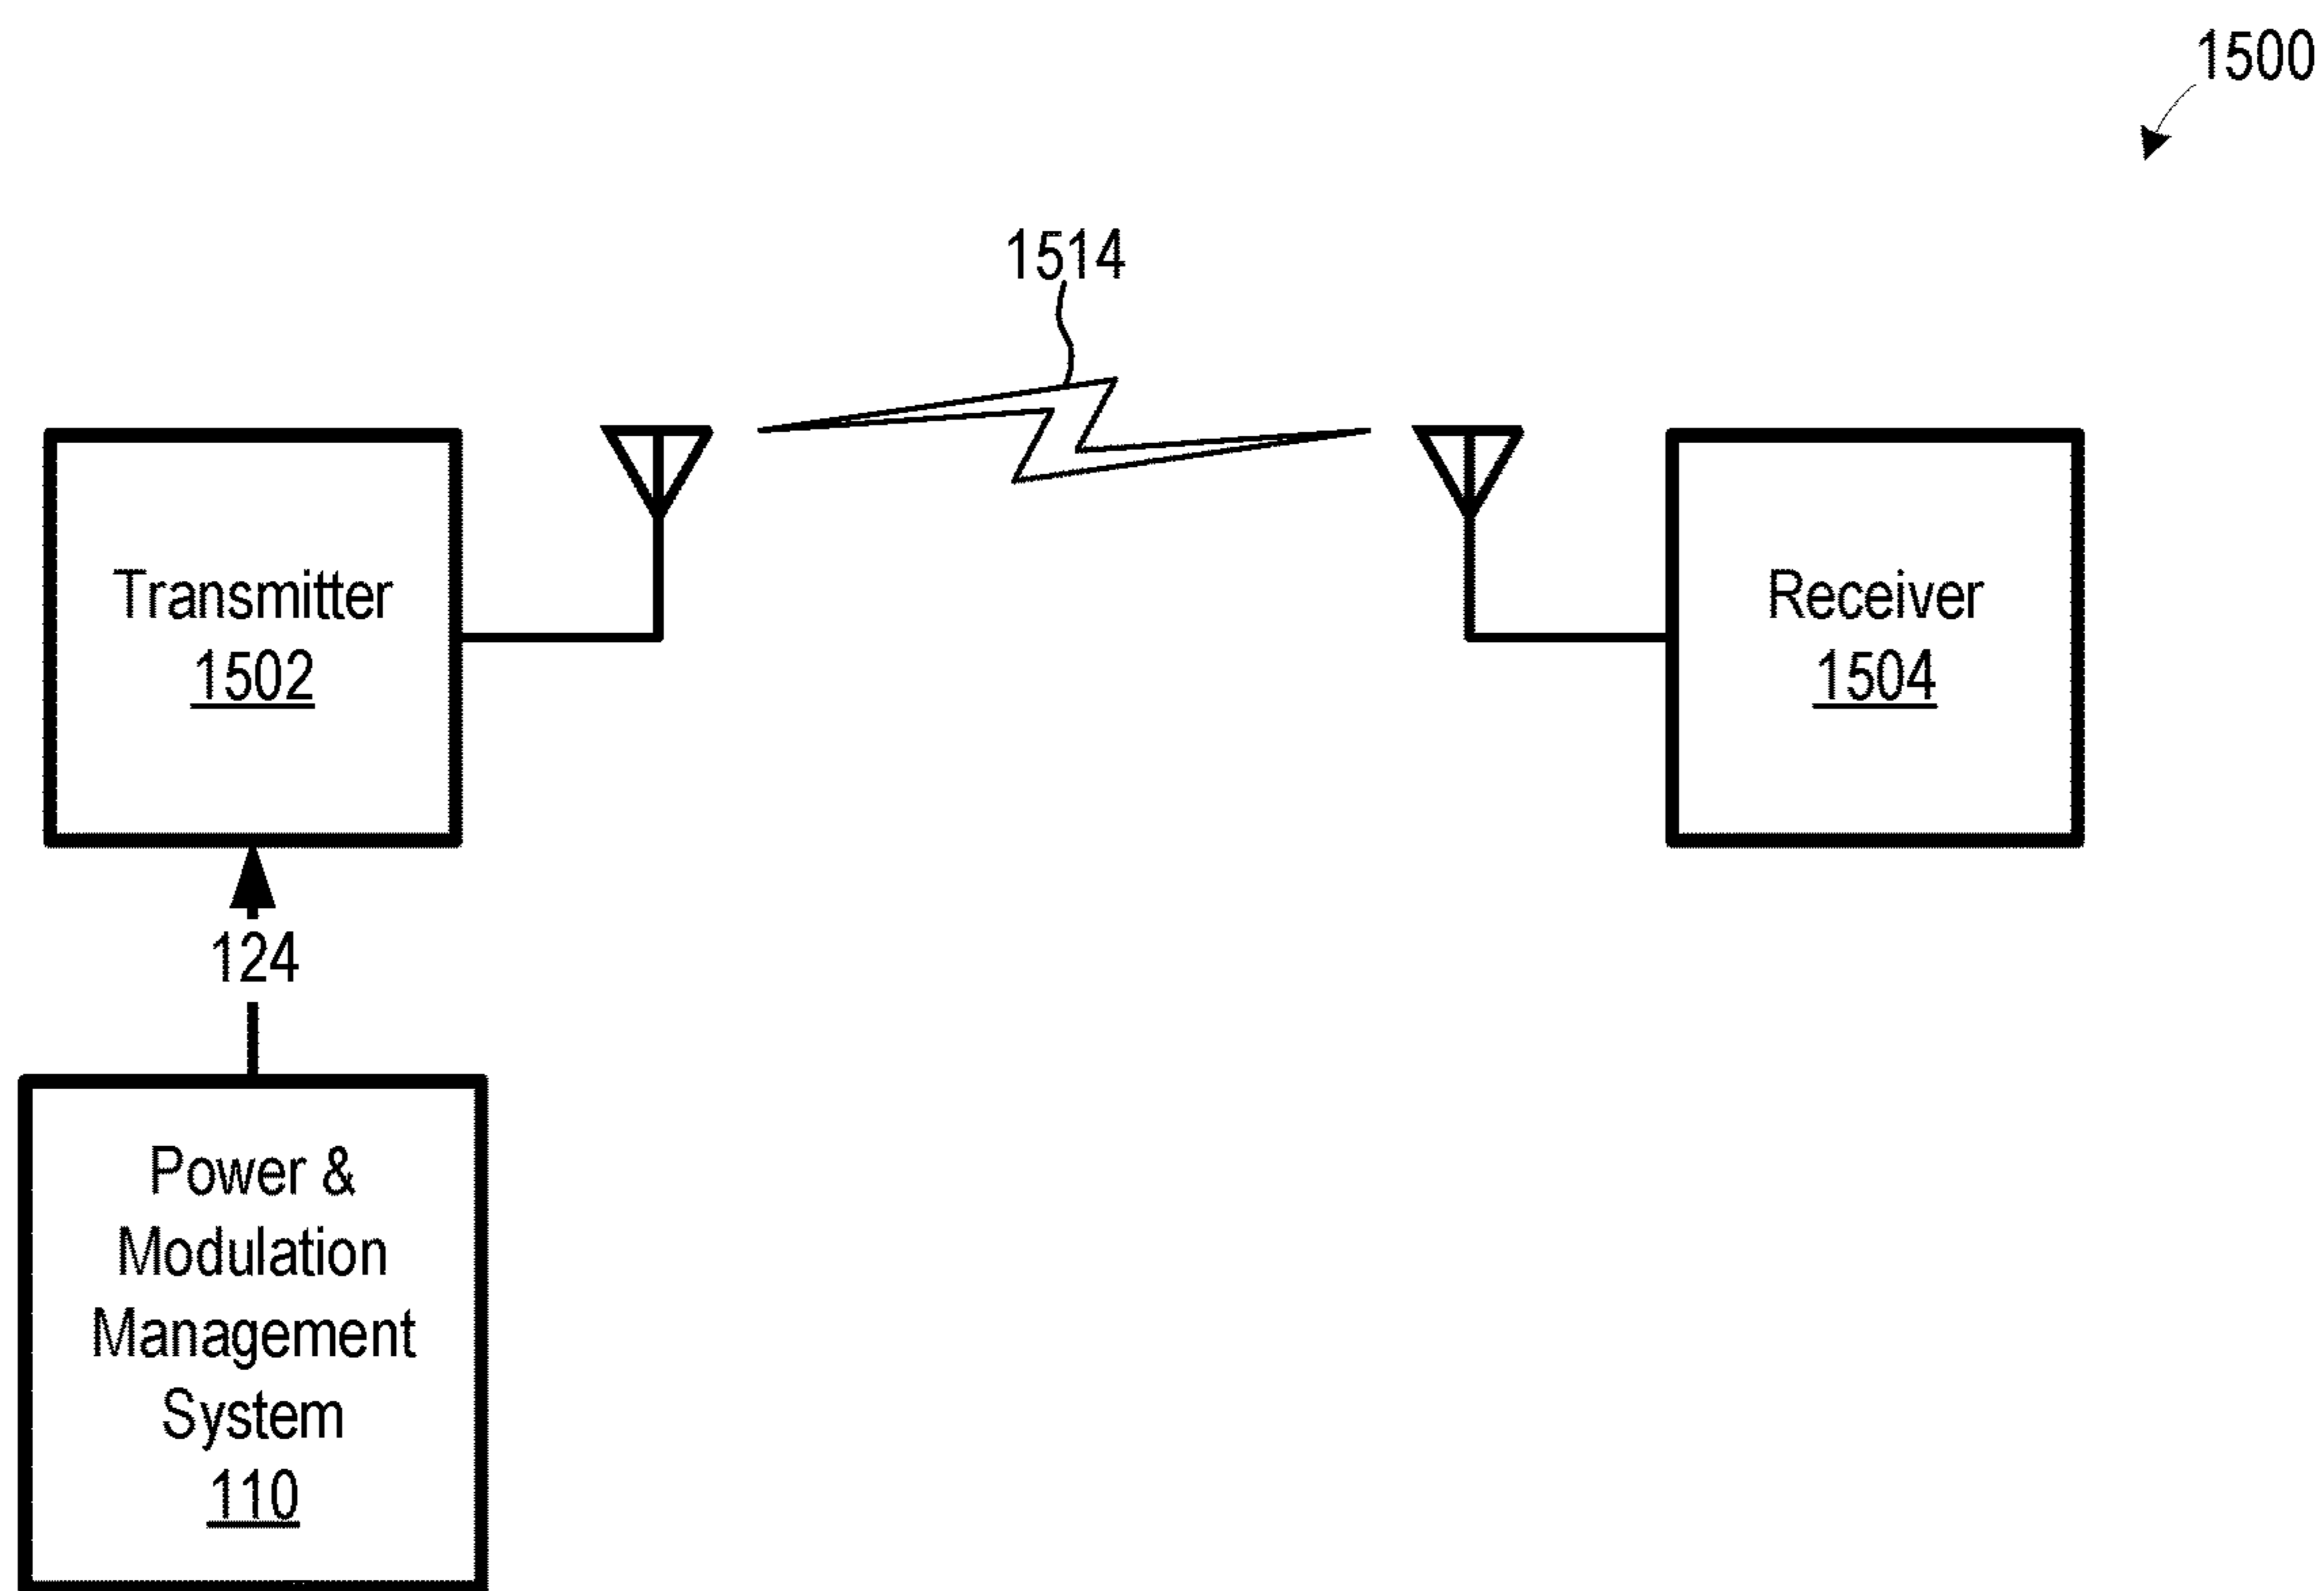 1500
1514
Transmitter
1502
Receiver
1504
124
Power &
Modulation
Management
System
110